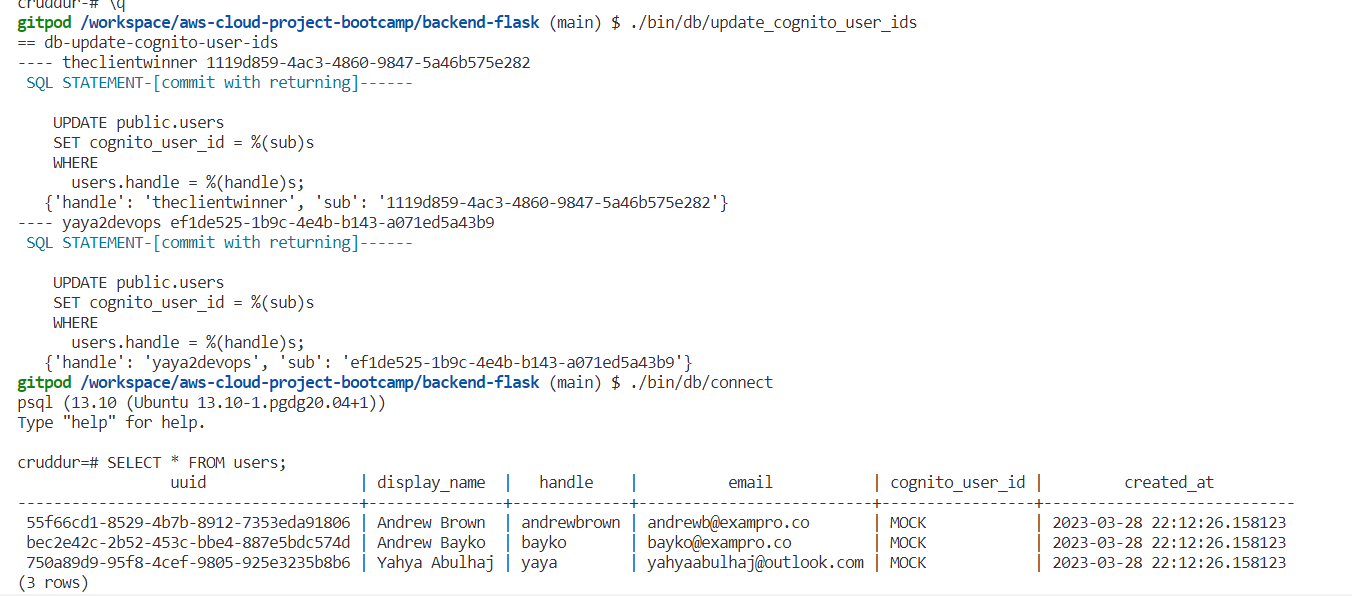 cruddur-# \q
gitpod /workspace/aws-cloud-project-bootcamp/backend-flask (main) $ ./bin/db/update_cognito_user_ids
== db-update-cognito-user-ids
---- theclientwinner 1119d859-4ac3-4860-9847-5a46b575e282
 SQL STATEMENT-[commit with returning]------

    UPDATE public.users
    SET cognito_user_id = %(sub)s
    WHERE
      users.handle = %(handle)s;
   {'handle': 'theclientwinner', 'sub': '1119d859-4ac3-4860-9847-5a46b575e282'}
---- yaya2devops ef1de525-1b9c-4e4b-b143-a071ed5a43b9
 SQL STATEMENT-[commit with returning]------

    UPDATE public.users
    SET cognito_user_id = %(sub)s
    WHERE
      users.handle = %(handle)s;
   {'handle': 'yaya2devops', 'sub': 'ef1de525-1b9c-4e4b-b143-a071ed5a43b9'}
gitpod /workspace/aws-cloud-project-bootcamp/backend-flask (main) $ ./bin/db/connect
psql (13.10 (Ubuntu 13.10-1.pgdg20.04+1))
Type "help" for help.

cruddur=# SELECT * FROM users;
                 uuid                 | display_name  |   handle    |          email          | cognito_user_id |         created_at
--------------------------------------+---------------+-------------+-------------------------+-----------------+----------------------------
 55f66cd1-8529-4b7b-8912-7353eda91806 | Andrew Brown  | andrewbrown | andrewb@exampro.co      | MOCK            | 2023-03-28 22:12:26.158123
 bec2e42c-2b52-453c-bbe4-887e5bdc574d | Andrew Bayko  | bayko       | bayko@exampro.co        | MOCK            | 2023-03-28 22:12:26.158123
 750a89d9-95f8-4cef-9805-925e3235b8b6 | Yahya Abulhaj | yaya        | yahyaabulhaj@outlook.com | MOCK            | 2023-03-28 22:12:26.158123
(3 rows)